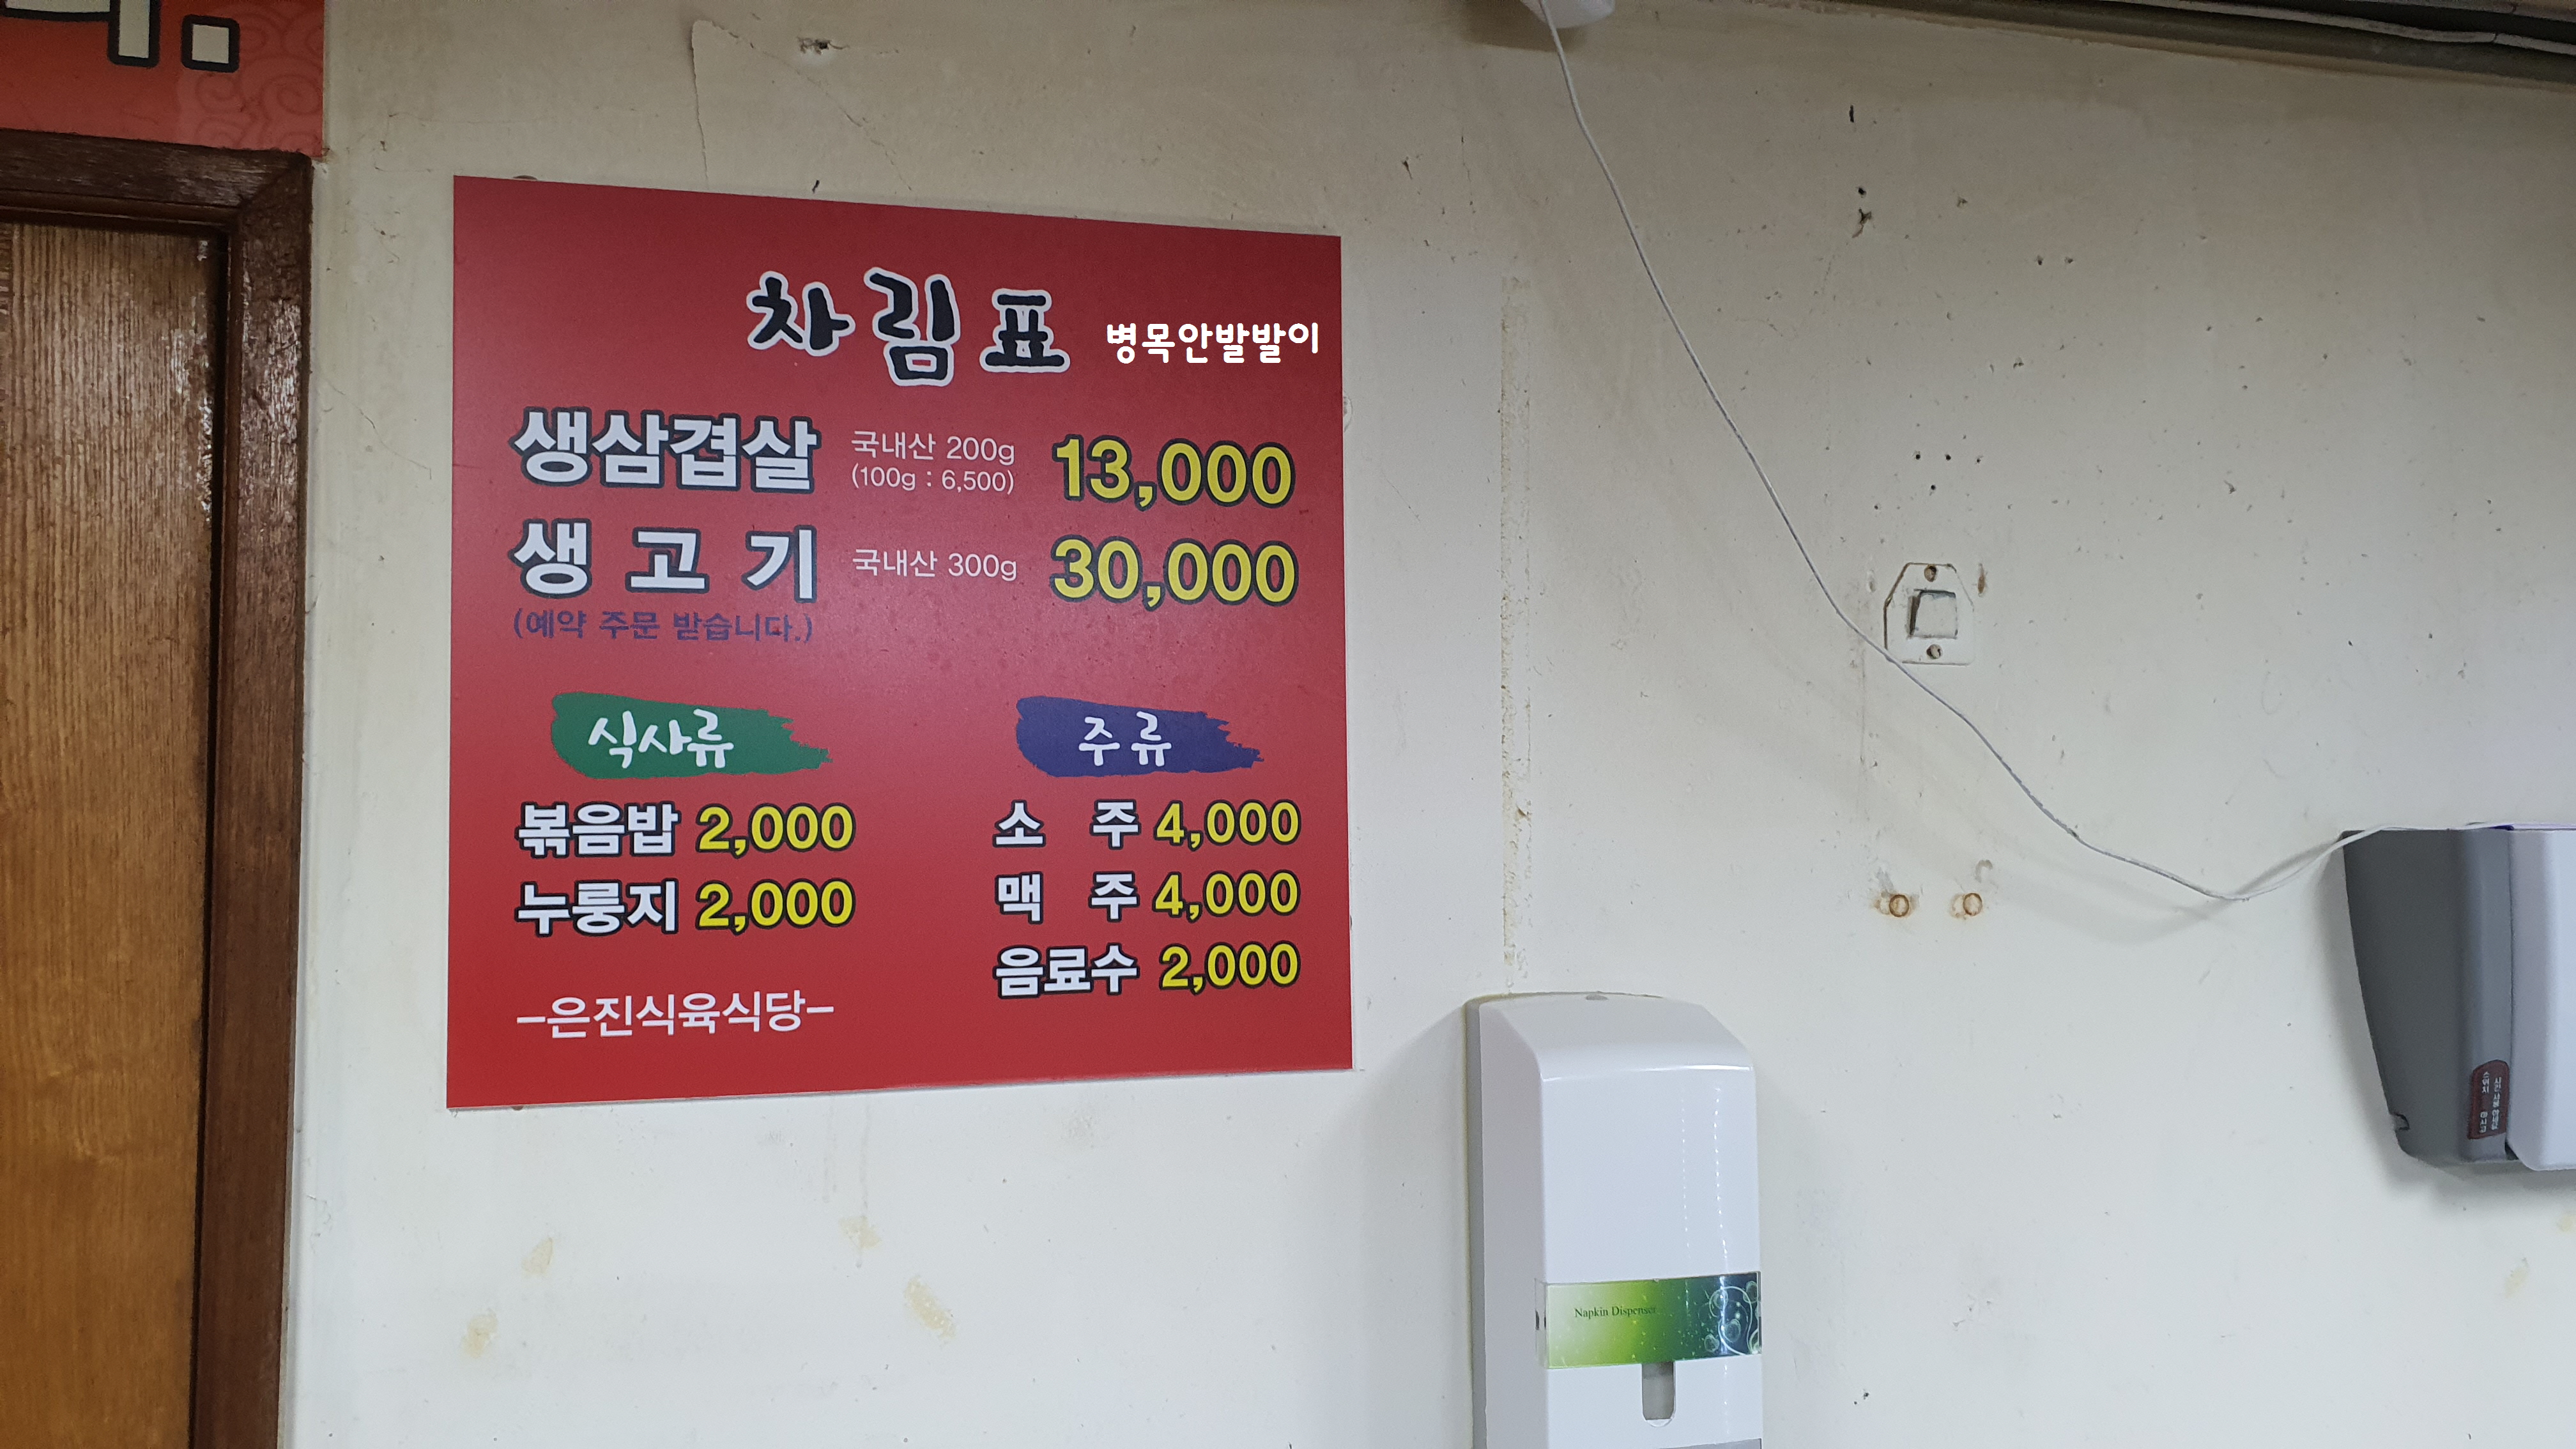 차림표 병목안발발이
생삼겹살 국내산 200g 13,000
(100g : 6,500)
생고기 국내산 300g 30,000
(예약 주문 받습니다.)
식사류
볶음밥 2,000
누룽지 2,000
주류
소주 4,000
맥주 4,000
음료수 2,000
-은진식육식당-
Napkin Dispenser